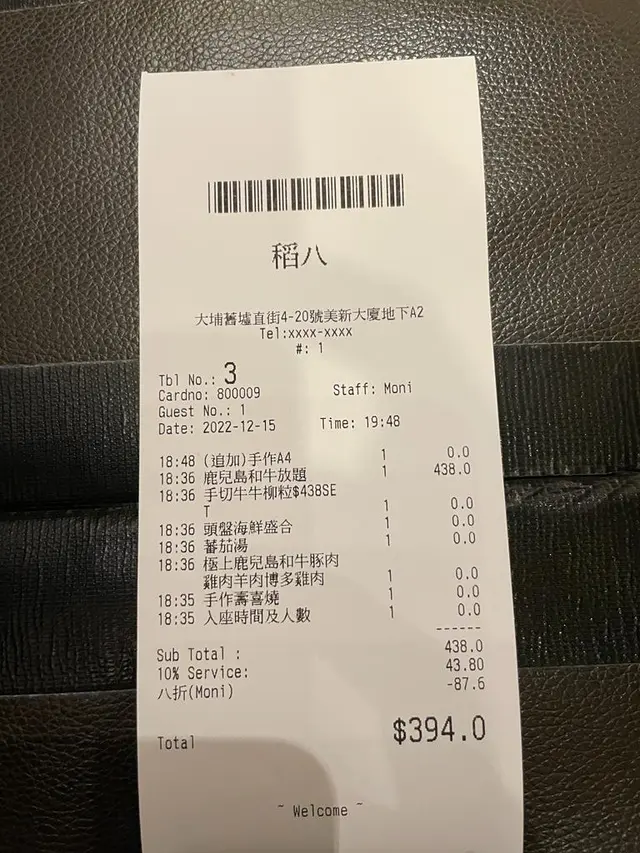 稻八
大埔舊墟直街4-20號美新大廈地下A2
Tel:xxxx-xxxx
#: 1
Tbl No.: 3
Cardno: 800009 Staff: Moni
Guest No.: 1
Date: 2022-12-15 Time: 19:48
18:48 (追加)手作A4 1 0.0
18:36 鹿兒島和牛放題 1 438.0
18:36 手切牛牛柳粒$438SE
T 1 0.0
18:36 頭盤海鮮盛合 1 0.0
18:36 蕃茄湯 1 0.0
18:36 極上鹿兒島和牛豚肉
雞肉羊肉博多雞肉 1 0.0
18:35 手作壽喜燒 1 0.0
18:35 入座時間及人數 1 0.0
------
Sub Total : 438.0
10% Service: 43.80
八折(Moni) -87.6
Total $394.0
~ Welcome ~